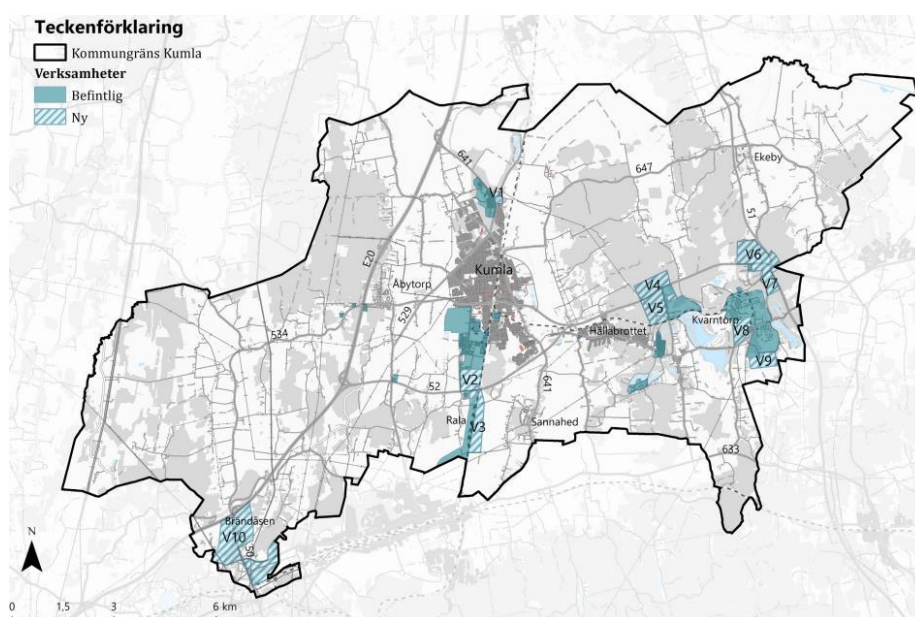 Teckenförklaring
Kommungräns Kumla
Verksamheter
Befintlig
Ny
Ekeby
647
641
V1
51
E20
Kumla
V6
V4
V7
Åbytorp
529
V5
Kvarntorp
534
Hällabrottet
V8
V9
52
V2
641
Rala
V3
Sannahed
633
Brändåsen
V10
50
N
0 1,5 3 6 km